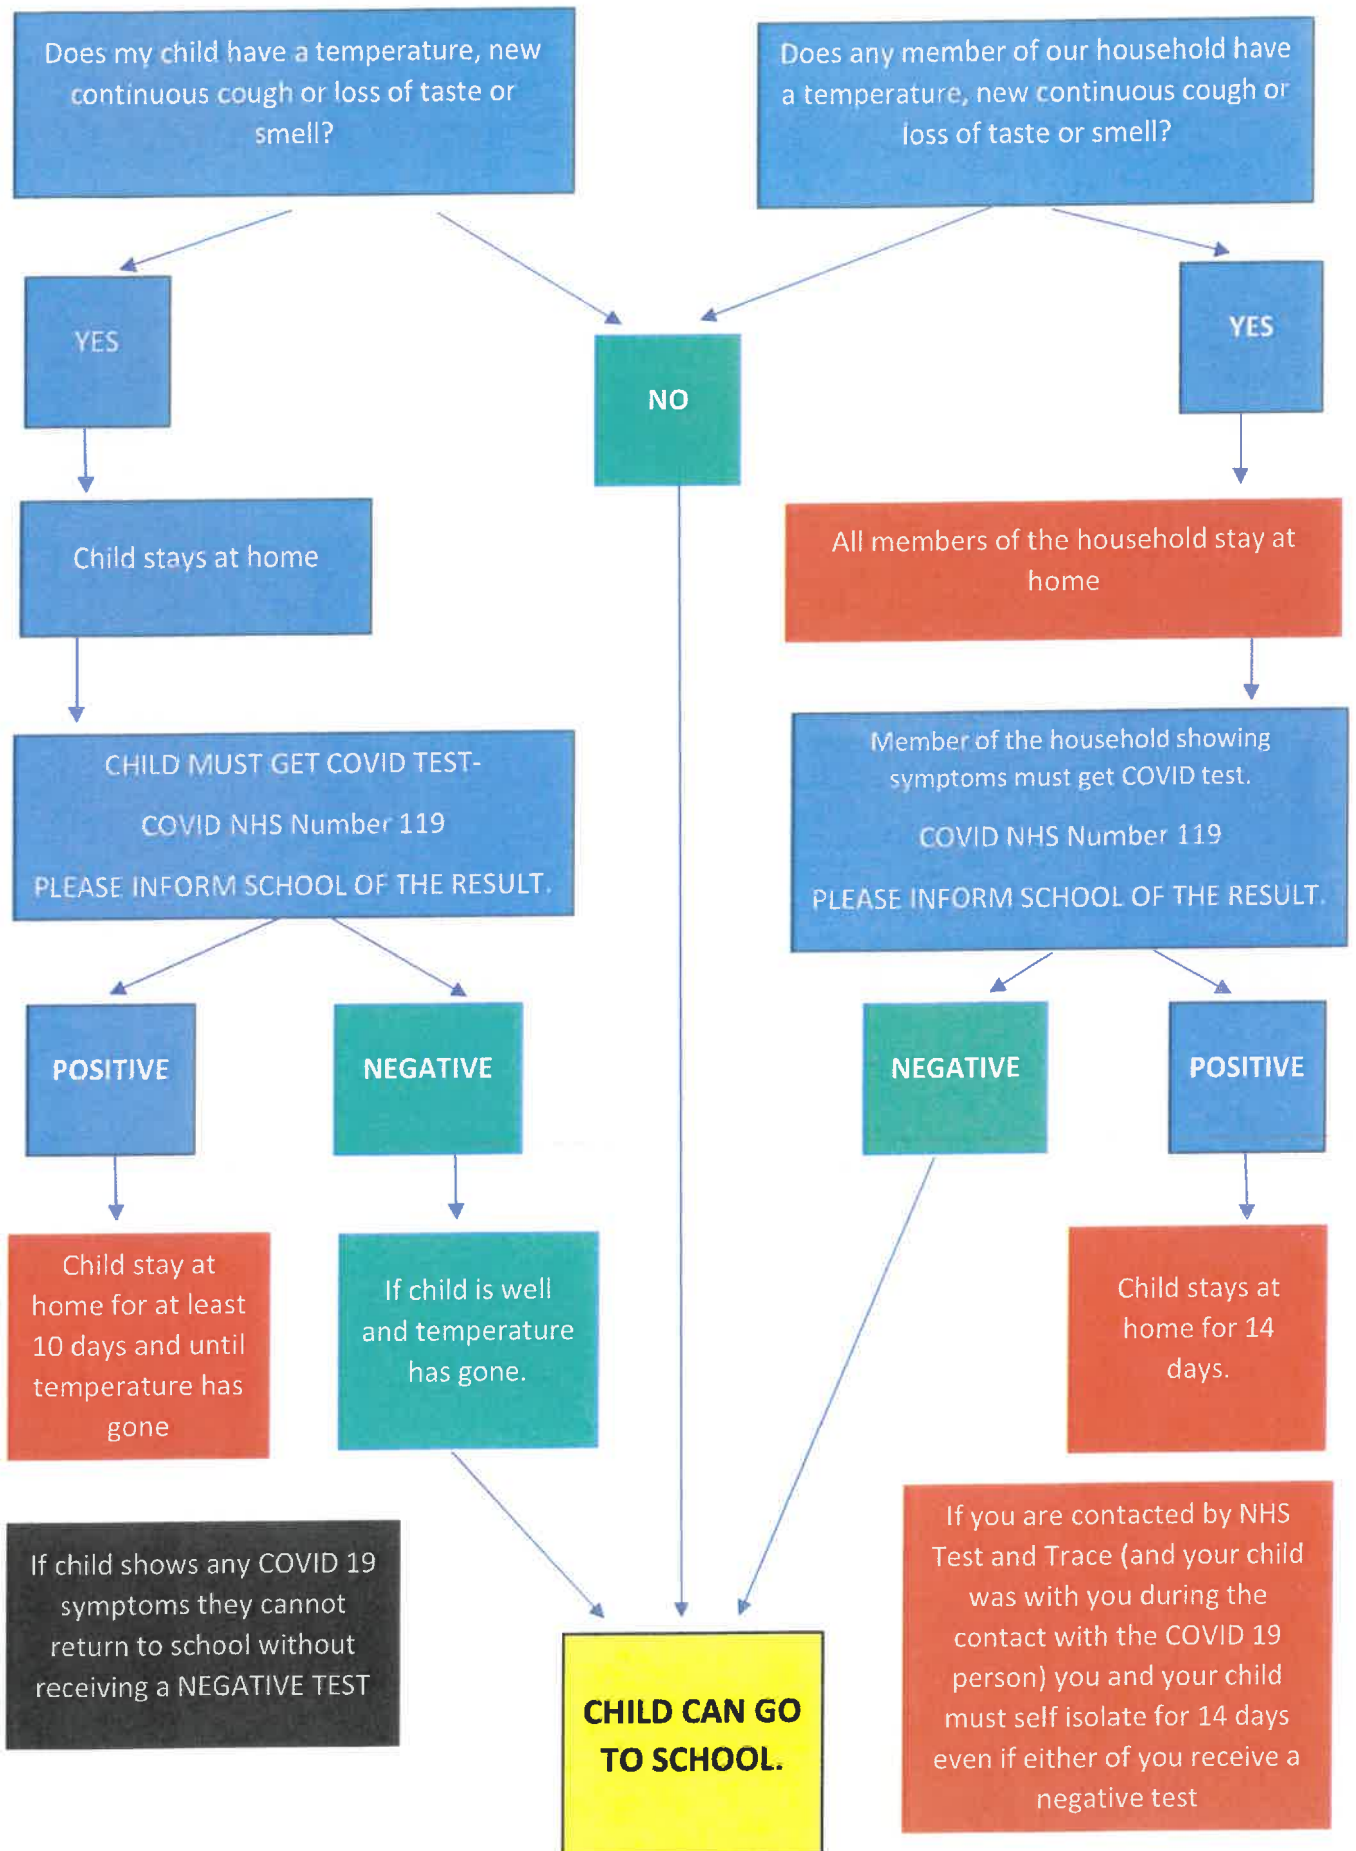 Does my child have a temperature, new
continuous cough or loss of taste or
smell?
Does any member of our household have
a temperature, new continuous cough or
loss of taste or smell?
YES
NO
YES
Child stays at home
All members of the household stay at
home
CHILD MUST GET COVID TEST-
COVID NHS Number 119
PLEASE INFORM SCHOOL OF THE RESULT.
Member of the household showing
symptoms must get COVID test.
COVID NHS Number 119
PLEASE INFORM SCHOOL OF THE RESULT.
POSITIVE
NEGATIVE
NEGATIVE
POSITIVE
Child stay at
home for at least
10 days and until
temperature has
gone
If child is well
and temperature
has gone.
Child stays at
home for 14
days.
If child shows any COVID 19
symptoms they cannot
return to school without
receiving a NEGATIVE TEST
CHILD CAN GO
TO SCHOOL.
If you are contacted by NHS
Test and Trace (and your child
was with you during the
contact with the COVID 19
person) you and your child
must self isolate for 14 days
even if either of you receive a
negative test